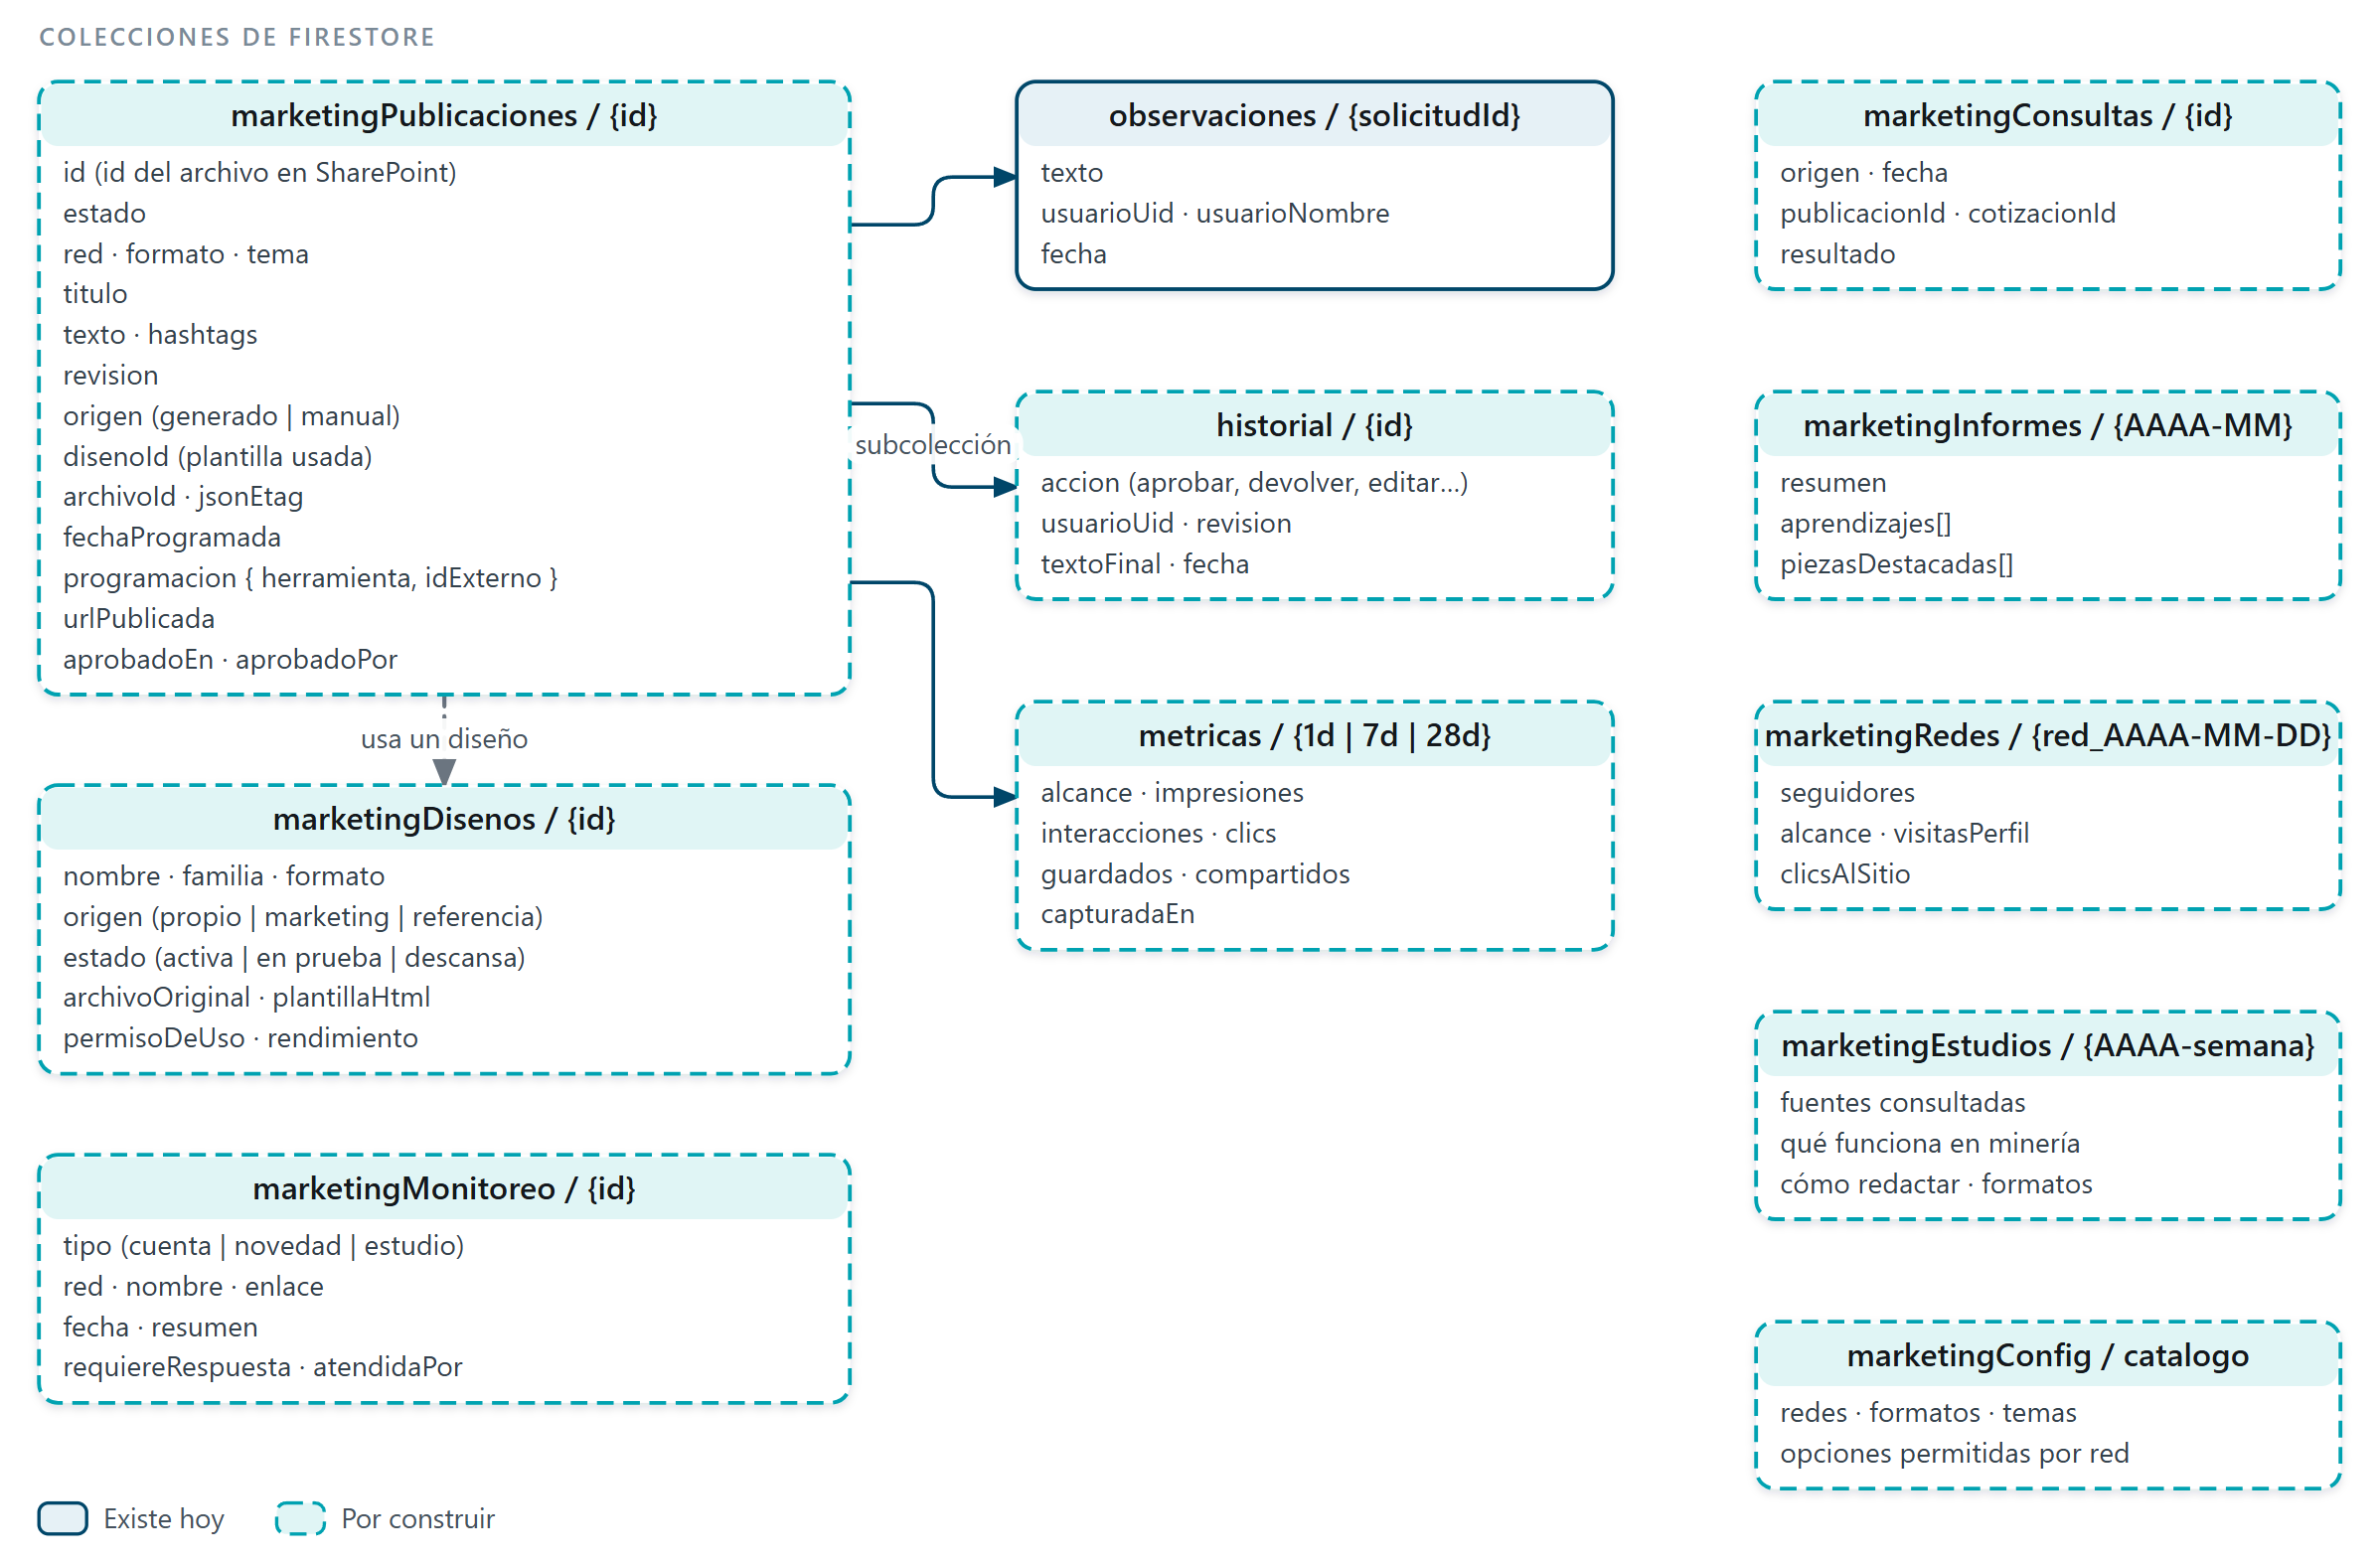 COLECCIONES DE FIRESTORE
marketingPublicaciones / {id}
id (id del archivo en SharePoint)
estado
red · formato · tema
titulo
texto · hashtags
revision
origen (generado | manual)
disenoId (plantilla usada)
archivoId · jsonEtag
fechaProgramada
programacion { herramienta, idExterno }
urlPublicada
aprobadoEn · aprobadoPor
usa un diseño
marketingDisenos / {id}
nombre · familia · formato
origen (propio | marketing | referencia)
estado (activa | en prueba | descansa)
archivoOriginal · plantillaHtml
permisoDeUso · rendimiento
marketingMonitoreo / {id}
tipo (cuenta | novedad | estudio)
red · nombre · enlace
fecha · resumen
requiereRespuesta · atendidaPor
observaciones / {solicitudId}
texto
usuarioUid · usuarioNombre
fecha
subcolección
historial / {id}
accion (aprobar, devolver, editar...)
usuarioUid · revision
textoFinal · fecha
metricas / {1d | 7d | 28d}
alcance · impresiones
interacciones · clics
guardados · compartidos
capturadaEn
marketingConsultas / {id}
origen · fecha
publicacionId · cotizacionId
resultado
marketingInformes / {AAAA-MM}
resumen
aprendizajes[]
piezasDestacadas[]
marketingRedes / {red_AAAA-MM-DD}
seguidores
alcance · visitasPerfil
clicsAlSitio
marketingEstudios / {AAAA-semana}
fuentes consultadas
qué funciona en minería
cómo redactar · formatos
marketingConfig / catalogo
redes · formatos · temas
opciones permitidas por red
Existe hoy
Por construir